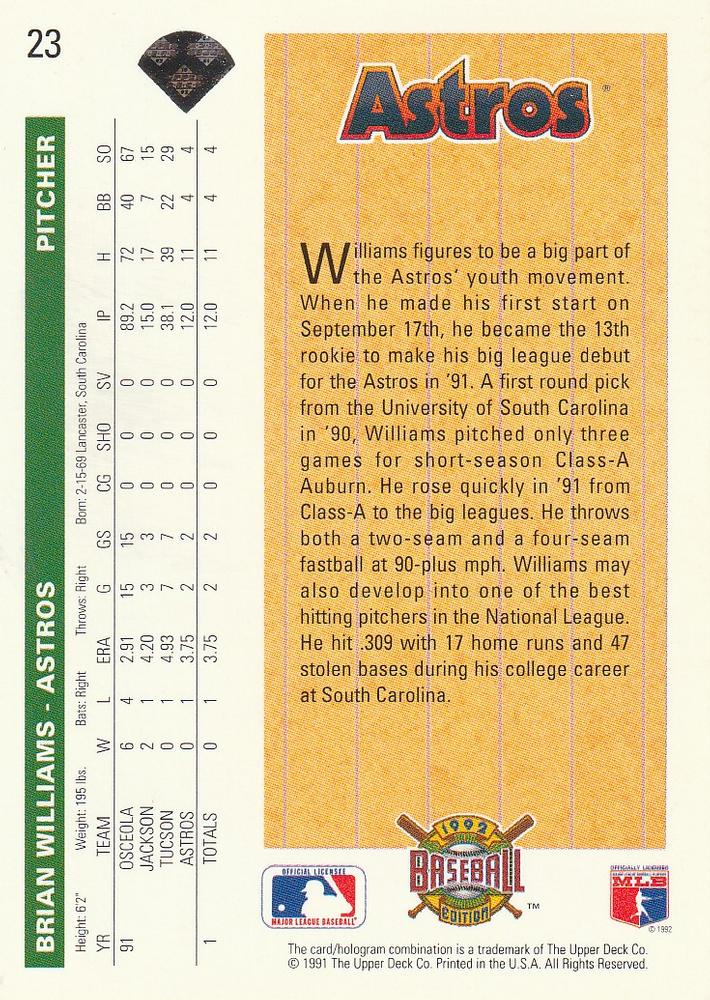 23
BRIAN WILLIAMS - ASTROS PITCHER
Height: 6'2" Weight: 195 lbs. Bats: Right Throws: Right Born: 2-15-69 Lancaster, South Carolina
YR TEAM W L ERA G GS CG SHO SV IP H BB SO
91 OSCEOLA 6 4 2.91 15 15 0 0 0 89.2 72 40 67
JACKSON 2 1 4.20 3 3 0 0 0 15.0 17 7 15
TUCSON 0 1 4.93 7 7 0 0 0 38.1 39 22 29
ASTROS 0 1 3.75 2 2 0 0 0 12.0 11 4 4
1 TOTALS 0 1 3.75 2 2 0 0 0 12.0 11 4 4
Astros ®
Williams figures to be a big part of
the Astros' youth movement.
When he made his first start on
September 17th, he became the 13th
rookie to make his big league debut
for the Astros in '91. A first round pick
from the University of South Carolina
in '90, Williams pitched only three
games for short-season Class-A
Auburn. He rose quickly in '91 from
Class-A to the big leagues. He throws
both a two-seam and a four-seam
fastball at 90-plus mph. Williams may
also develop into one of the best
hitting pitchers in the National League.
He hit .309 with 17 home runs and 47
stolen bases during his college career
at South Carolina.
1992
BASEBALL
EDITION ™
OFFICIAL LICENSEE
MAJOR LEAGUE BASEBALL®
OFFICIALLY LICENSED
MAJOR LEAGUE BASEBALL PLAYERS
MLB
© 1992
The card/hologram combination is a trademark of The Upper Deck Co.
© 1991 The Upper Deck Co. Printed in the U.S.A. All Rights Reserved.